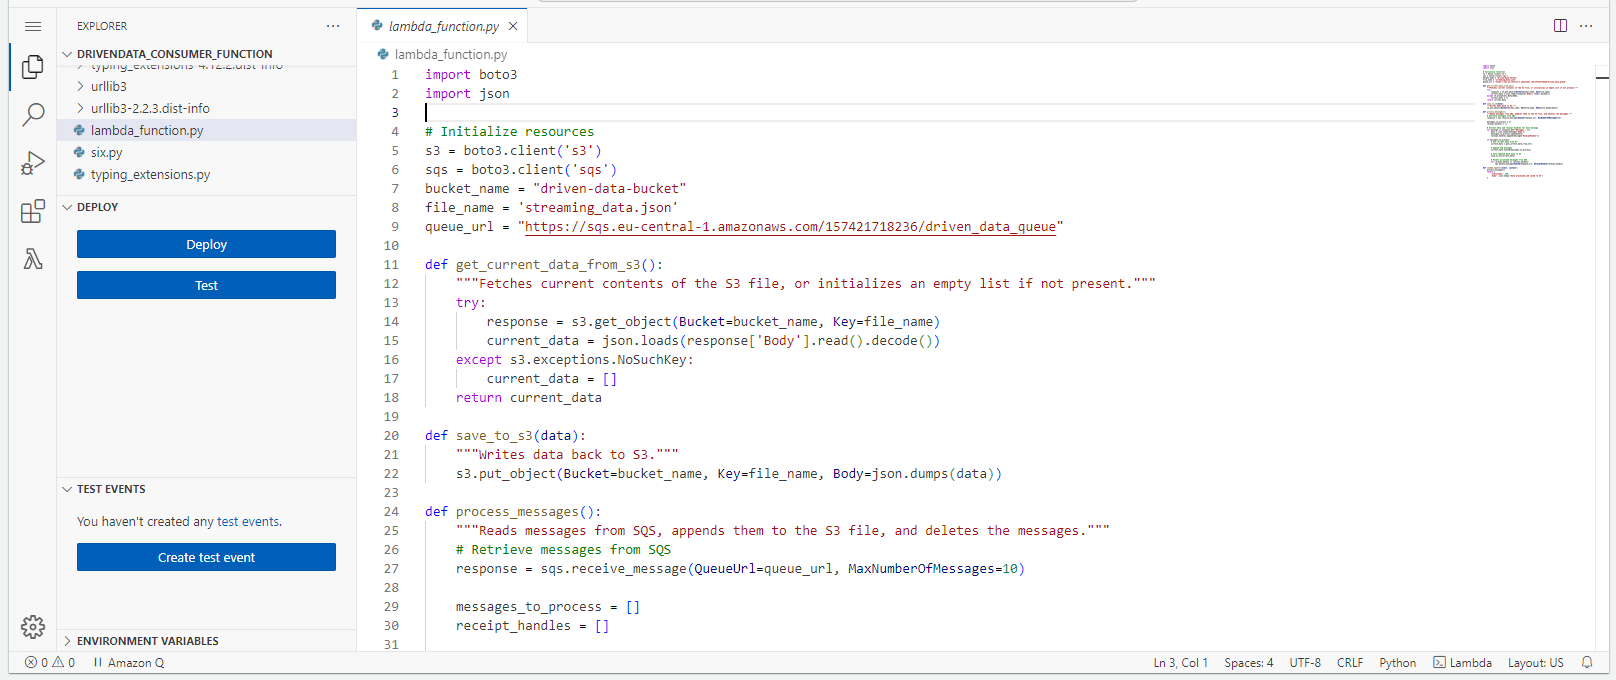 EXPLORER
DRIVENDATA_CONSUMER_FUNCTION
typing_extensions-4.12.2.dist-info
urllib3
urllib3-2.2.3.dist-info
lambda_function.py
six.py
typing_extensions.py
DEPLOY
Deploy
Test
TEST EVENTS
You haven't created any test events.
Create test event
ENVIRONMENT VARIABLES
lambda_function.py
lambda_function.py
1 import boto3
2 import json
3
4 # Initialize resources
5 s3 = boto3.client('s3')
6 sqs = boto3.client('sqs')
7 bucket_name = "driven-data-bucket"
8 file_name = 'streaming_data.json'
9 queue_url = "https://sqs.eu-central-1.amazonaws.com/157421718236/driven_data_queue"
10
11 def get_current_data_from_s3():
12 """Fetches current contents of the S3 file, or initializes an empty list if not present."""
13 try:
14 response = s3.get_object(Bucket=bucket_name, Key=file_name)
15 current_data = json.loads(response['Body'].read().decode())
16 except s3.exceptions.NoSuchKey:
17 current_data = []
18 return current_data
19
20 def save_to_s3(data):
21 """Writes data back to S3."""
22 s3.put_object(Bucket=bucket_name, Key=file_name, Body=json.dumps(data))
23
24 def process_messages():
25 """Reads messages from SQS, appends them to the S3 file, and deletes the messages."""
26 # Retrieve messages from SQS
27 response = sqs.receive_message(QueueUrl=queue_url, MaxNumberOfMessages=10)
28
29 messages_to_process = []
30 receipt_handles = []
31
0 0 Amazon Q
Ln 3, Col 1 Spaces: 4 UTF-8 CRLF Python Lambda Layout: US